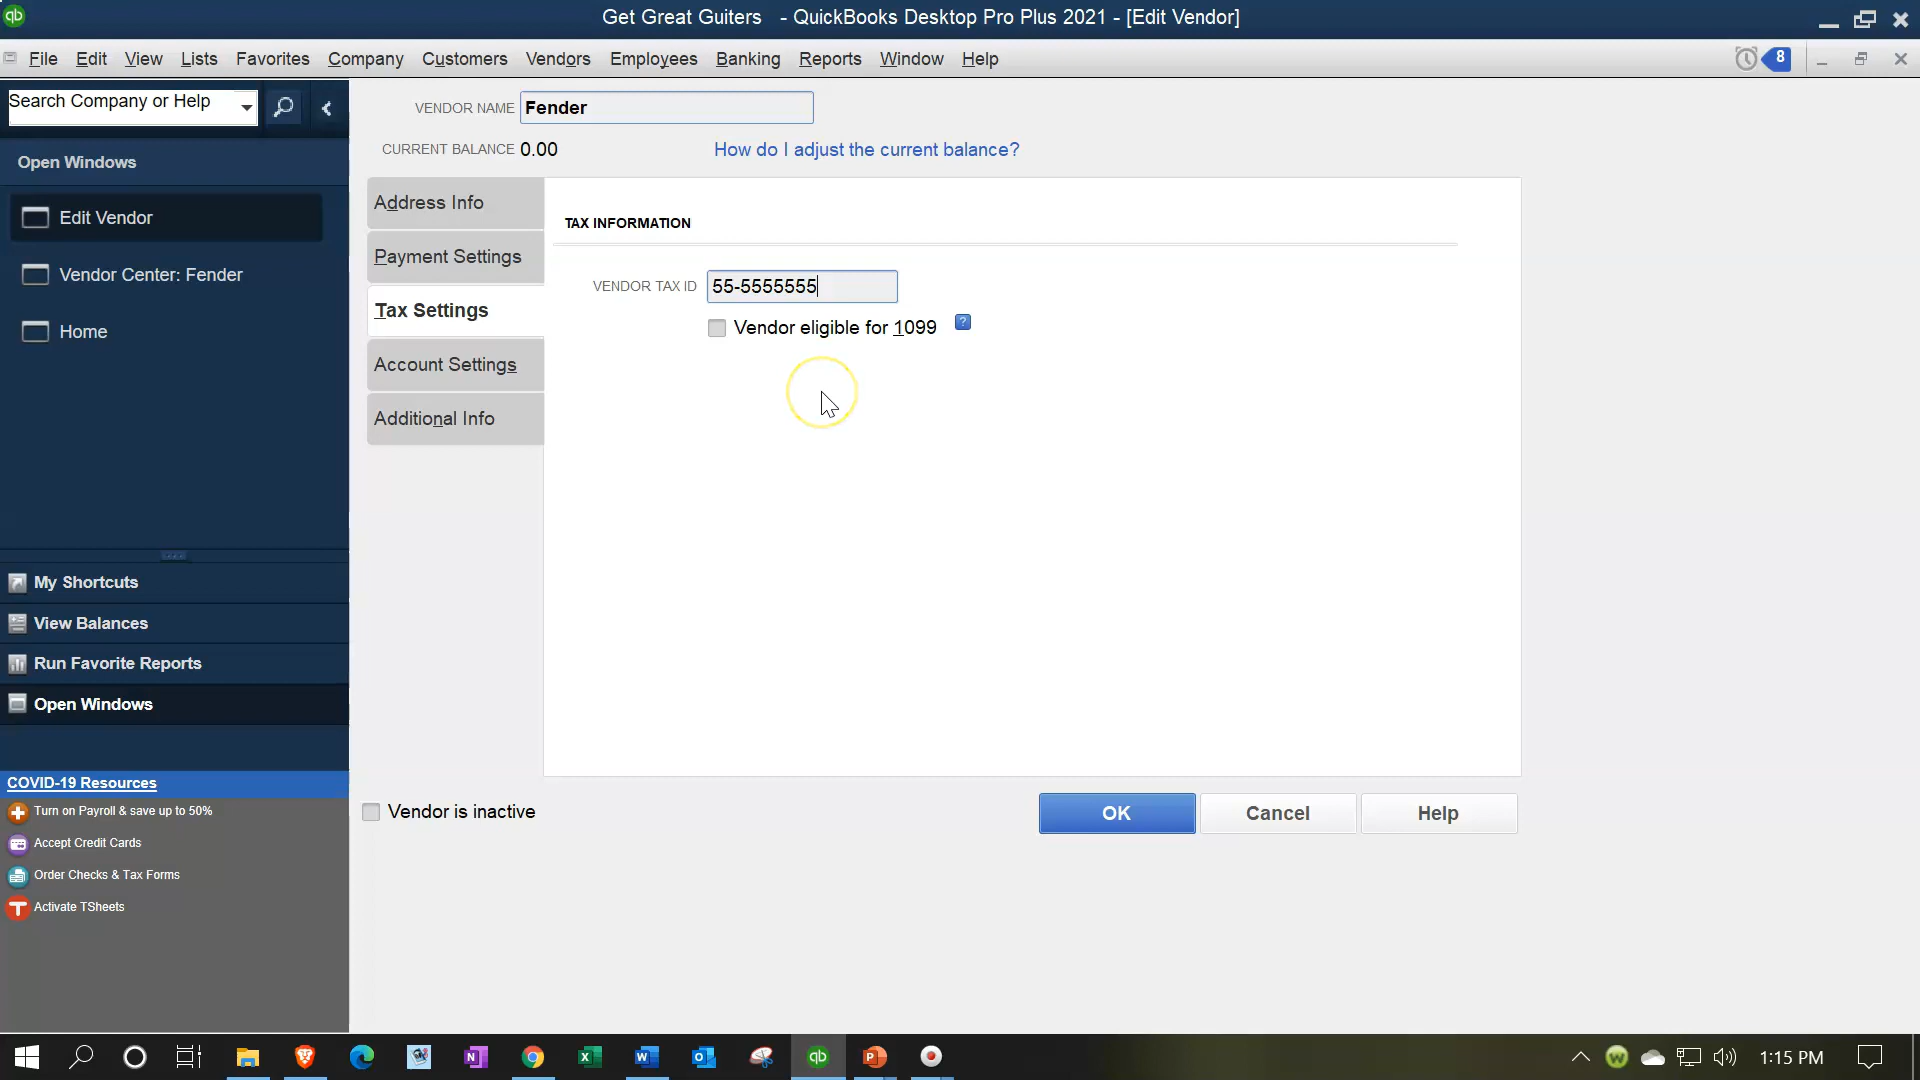 Get Great Guiters - QuickBooks Desktop Pro Plus 2021 - [Edit Vendor]
File Edit View Lists Favorites Company Customers Vendors Employees Banking Reports Window Help
8
Search Company or Help
VENDOR NAME Fender
CURRENT BALANCE 0.00 How do I adjust the current balance?
Open Windows
Edit Vendor
Vendor Center: Fender
Home
Address Info
Payment Settings
Tax Settings
Account Settings
Additional Info
TAX INFORMATION
VENDOR TAX ID 55-5555555
Vendor eligible for 1099 ?
My Shortcuts
View Balances
Run Favorite Reports
Open Windows
COVID-19 Resources
Turn on Payroll & save up to 50%
Accept Credit Cards
Order Checks & Tax Forms
Activate TSheets
Vendor is inactive
OK Cancel Help
1:15 PM